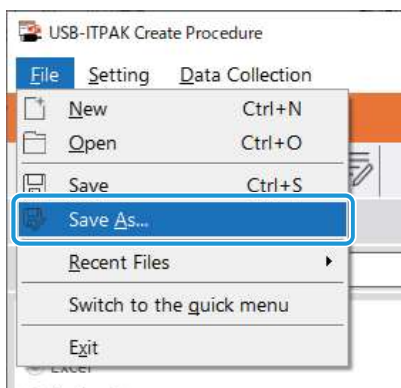 USB-ITPAK Create Procedure
File Setting Data Collection
New Ctrl+N
Open Ctrl+O
Save Ctrl+S
Save As...
Recent Files
Switch to the quick menu
Exit
Excel